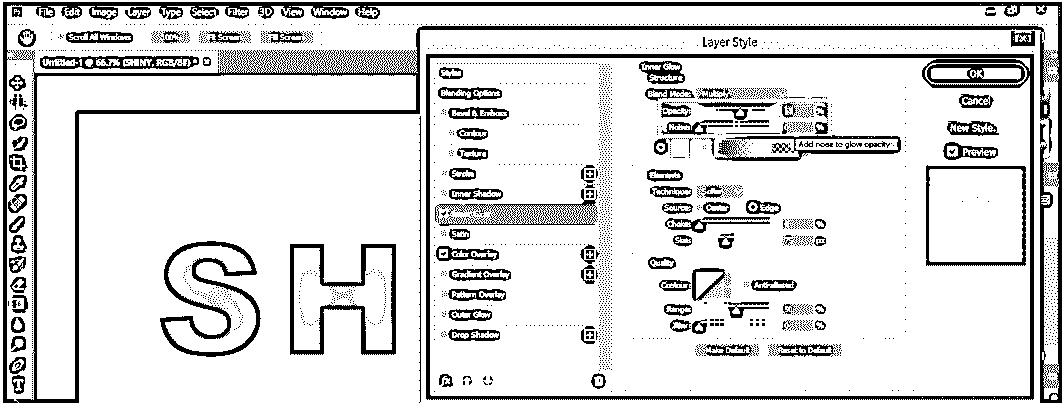 File Edit Image Layer Type Select Filter 3D View Window Help
Scroll All Windows Fit Screen Fill Screen
Untitled-1 @ 66.7% (SHINY, RGB/8#) *
SH
Layer Style
Styles
Blending Options
Bevel & Emboss
Contour
Texture
Stroke
Inner Shadow
Satin
Color Overlay
Gradient Overlay
Pattern Overlay
Outer Glow
Drop Shadow
fx
Inner Glow
Structure
Blend Mode: Multiply
Opacity: %
Noise: %
Add noise to glow opacity
Elements
Technique: Softer
Source: Center Edge
Choke: %
Size: px
Quality
Contour: Anti-aliased
Range: %
Jitter: %
Make Default Reset to Default
OK
Cancel
New Style...
Preview